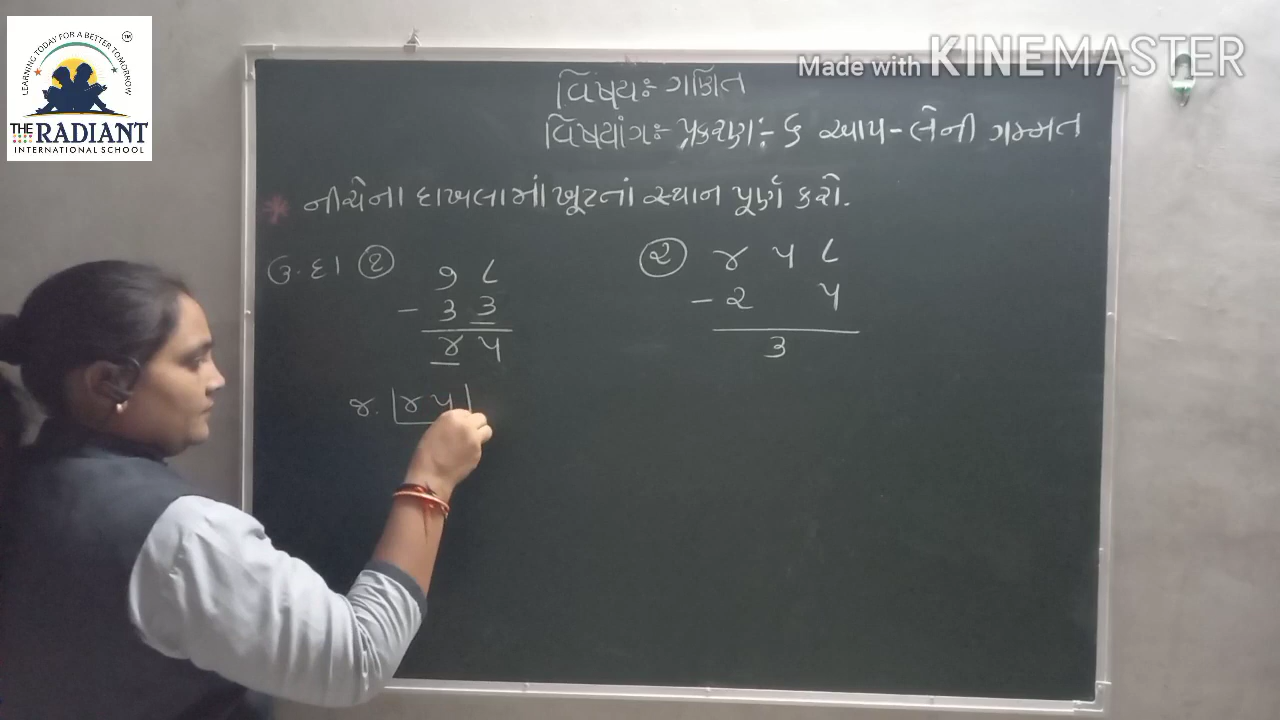 LEARNING TODAY FOR A BETTER TOMORROW
THE RADIANT
INTERNATIONAL SCHOOL
Made with KINEMASTER
વિષય:- ગણિત
વિષયાંગ:- પ્રકરણ:- ૬ આપ-લેની ગમ્મત
* નીચેના દાખલામાં ખૂટતાં સ્થાન પૂર્ણ કરો.
ઉ.દા ૧
૭ ૮
- ૩ ૩
૪ ૫
જ. ૪ ૫
૨ ૪ ૫ ૮
- ૨ ૫
૩